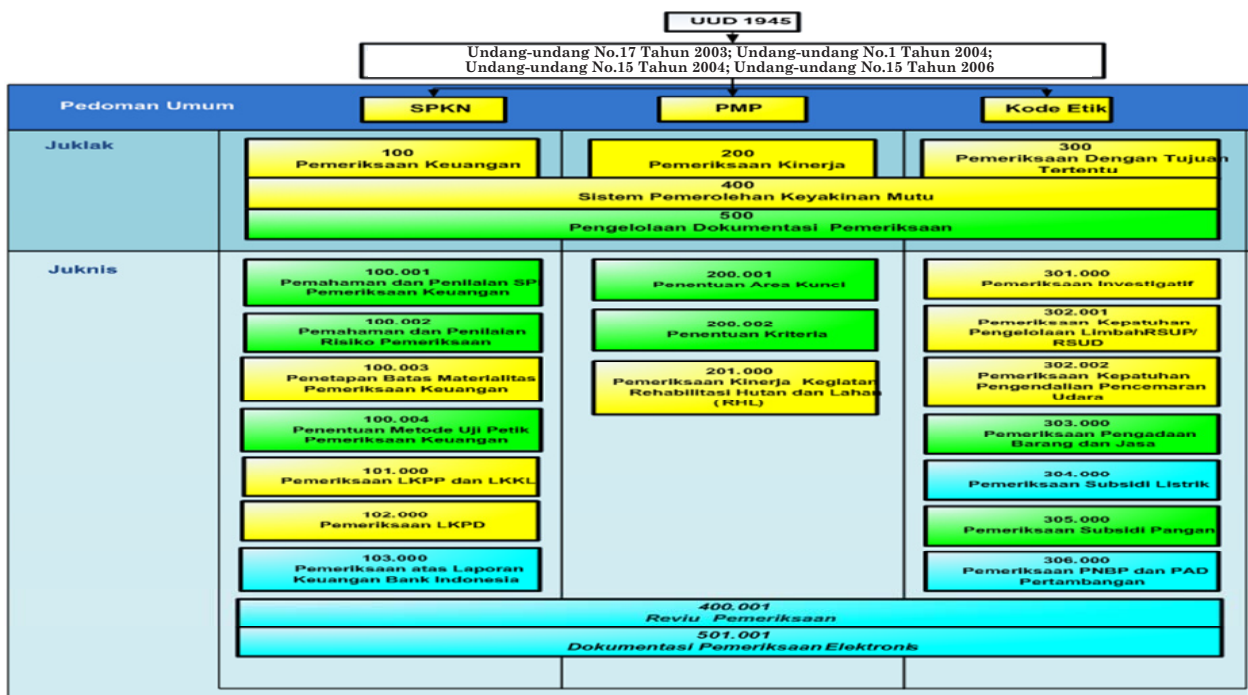 UUD 1945
Undang-undang No.17 Tahun 2003; Undang-undang No.1 Tahun 2004;
Undang-undang No.15 Tahun 2004; Undang-undang No.15 Tahun 2006
Pedoman Umum
SPKN
PMP
Kode Etik
Juklak
100
Pemeriksaan Keuangan
200
Pemeriksaan Kinerja
300
Pemeriksaan Dengan Tujuan
Tertentu
400
Sistem Pemerolehan Keyakinan Mutu
500
Pengelolaan Dokumentasi Pemeriksaan
Juknis
100.001
Pemahaman dan Penilaian SP
Pemeriksaan Keuangan
100.002
Pemahaman dan Penilaian
Risiko Pemeriksaan
100.003
Penetapan Batas Materialitas
Pemeriksaan Keuangan
100.004
Penentuan Metode Uji Petik
Pemeriksaan Keuangan
101.000
Pemeriksaan LKPP dan LKKL
102.000
Pemeriksaan LKPD
103.000
Pemeriksaan atas Laporan
Keuangan Bank Indonesia
200.001
Penentuan Area Kunci
200.002
Penentuan Kriteria
201.000
Pemeriksaan Kinerja Kegiatan
Rehabilitasi Hutan dan Lahan
(RHL)
301.000
Pemeriksaan Investigatif
302.001
Pemeriksaan Kepatuhan
Pengelolaan LimbahRSUP/
RSUD
302.002
Pemeriksaan Kepatuhan
Pengendalian Pencemaran
Udara
303.000
Pemeriksaan Pengadaan
Barang dan Jasa
304.000
Pemeriksaan Subsidi Listrik
305.000
Pemeriksaan Subsidi Pangan
306.000
Pemeriksaan PNBP dan PAD
Pertambangan
400.001
Reviu Pemeriksaan
501.001
Dokumentasi Pemeriksaan Elektronis